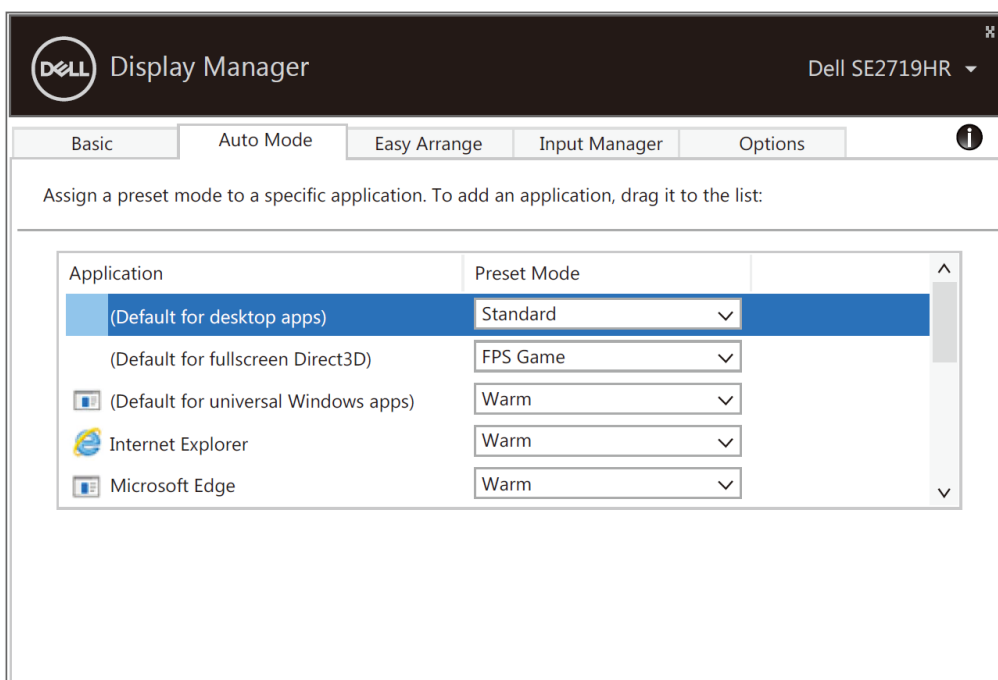 DELL Display Manager
Dell SE2719HR
Basic Auto Mode Easy Arrange Input Manager Options
Assign a preset mode to a specific application. To add an application, drag it to the list:
Application Preset Mode
(Default for desktop apps) Standard
(Default for fullscreen Direct3D) FPS Game
(Default for universal Windows apps) Warm
Internet Explorer Warm
Microsoft Edge Warm